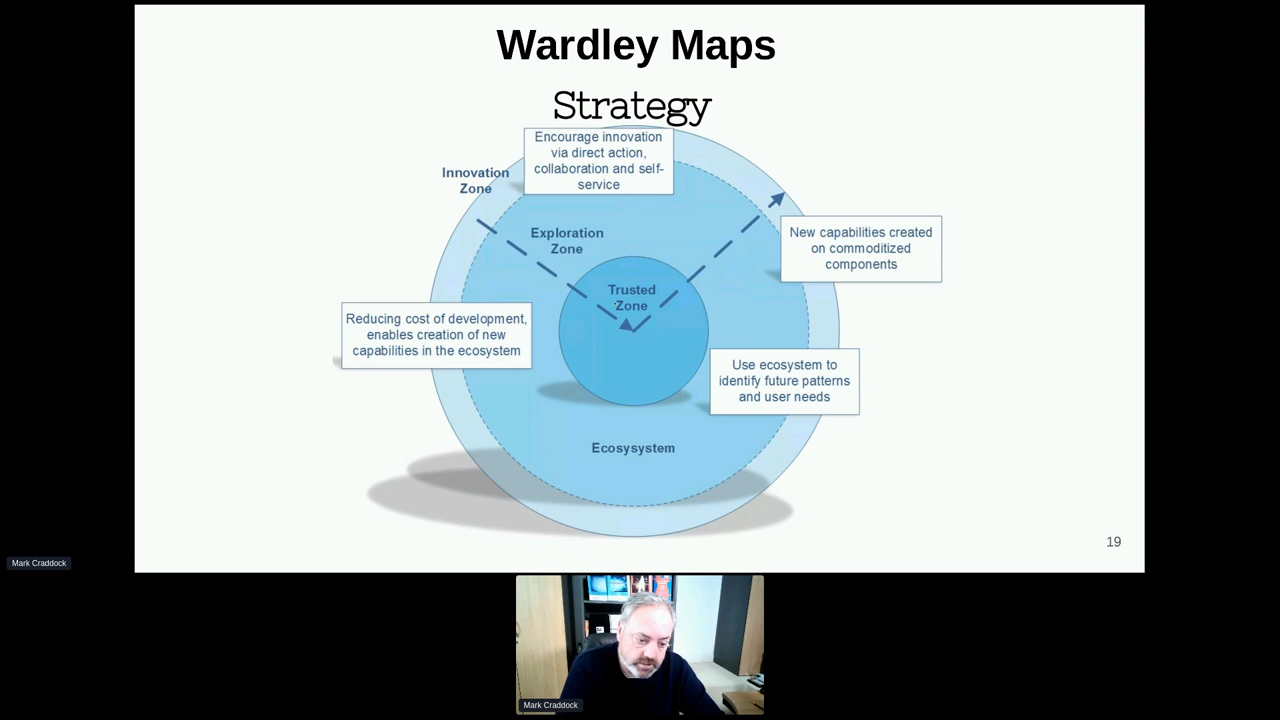 Wardley Maps
Strategy
Encourage innovation
via direct action,
collaboration and self-
service
Innovation
Zone
Exploration
Zone
New capabilities created
on commoditized
components
Trusted
Zone
Reducing cost of development,
enables creation of new
capabilities in the ecosystem
Use ecosystem to
identify future patterns
and user needs
Ecosysystem
19
Mark Craddock
Mark Craddock